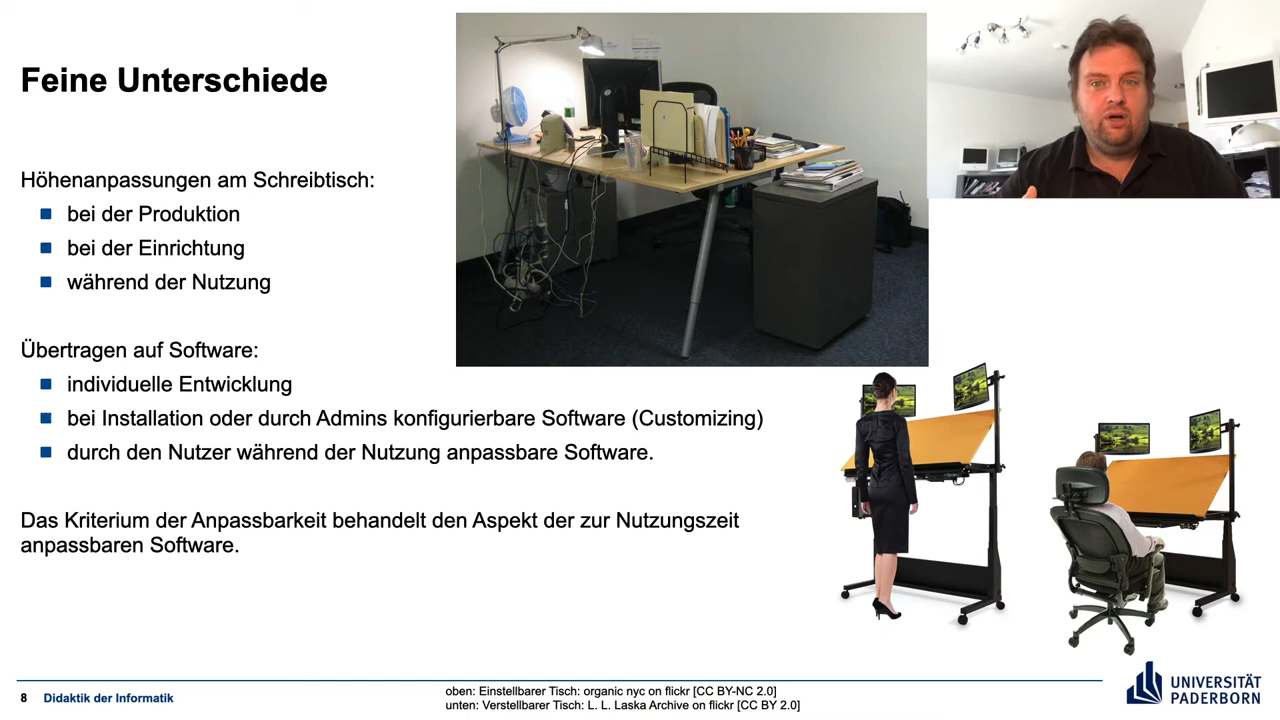 Feine Unterschiede
Höhenanpassungen am Schreibtisch:
bei der Produktion
bei der Einrichtung
während der Nutzung
Übertragen auf Software:
individuelle Entwicklung
bei Installation oder durch Admins konfigurierbare Software (Customizing)
durch den Nutzer während der Nutzung anpassbare Software.
Das Kriterium der Anpassbarkeit behandelt den Aspekt der zur Nutzungszeit
anpassbaren Software.
8 Didaktik der Informatik
oben: Einstellbarer Tisch: organic nyc on flickr [CC BY-NC 2.0]
unten: Verstellbarer Tisch: L. L. Laska Archive on flickr [CC BY 2.0]
UNIVERSITÄT
PADERBORN